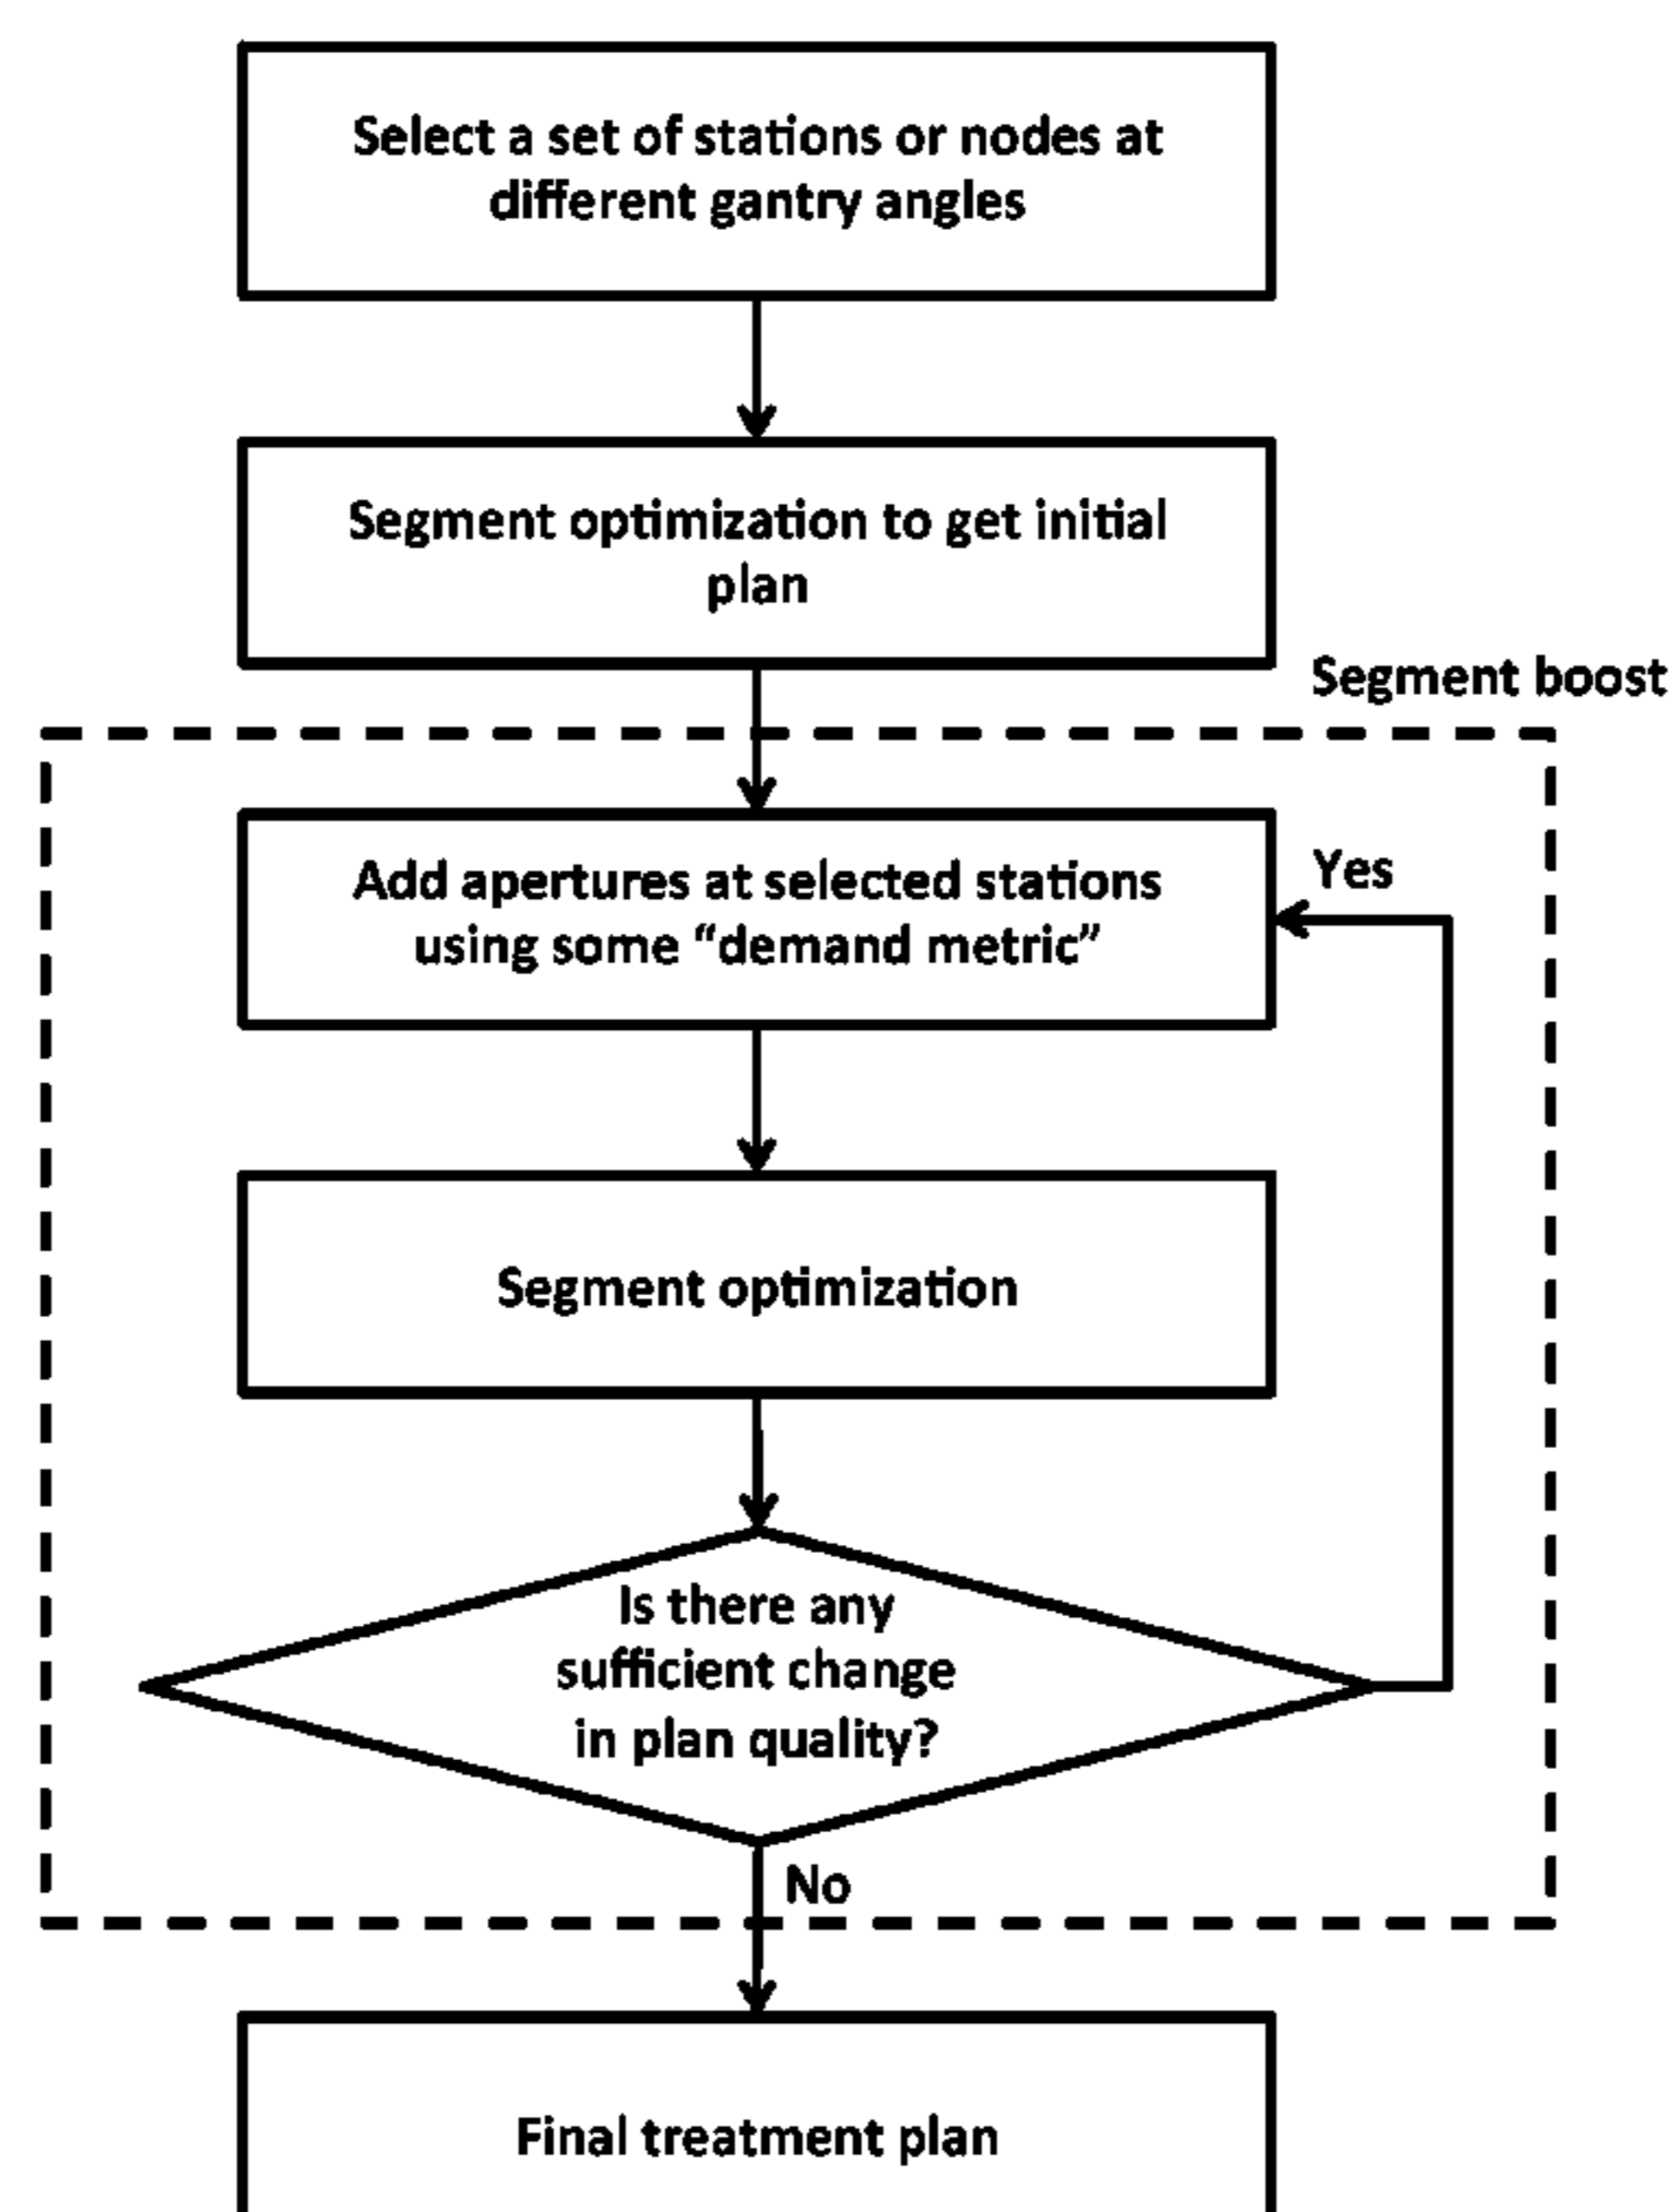 Select a set of stations or nodes at
different gantry angles
Segment optimization to get initial
plan
Segment boost
Add apertures at selected stations
using some “demand metric”
Yes
Segment optimization
Is there any
sufficient change
in plan quality?
No
Final treatment plan